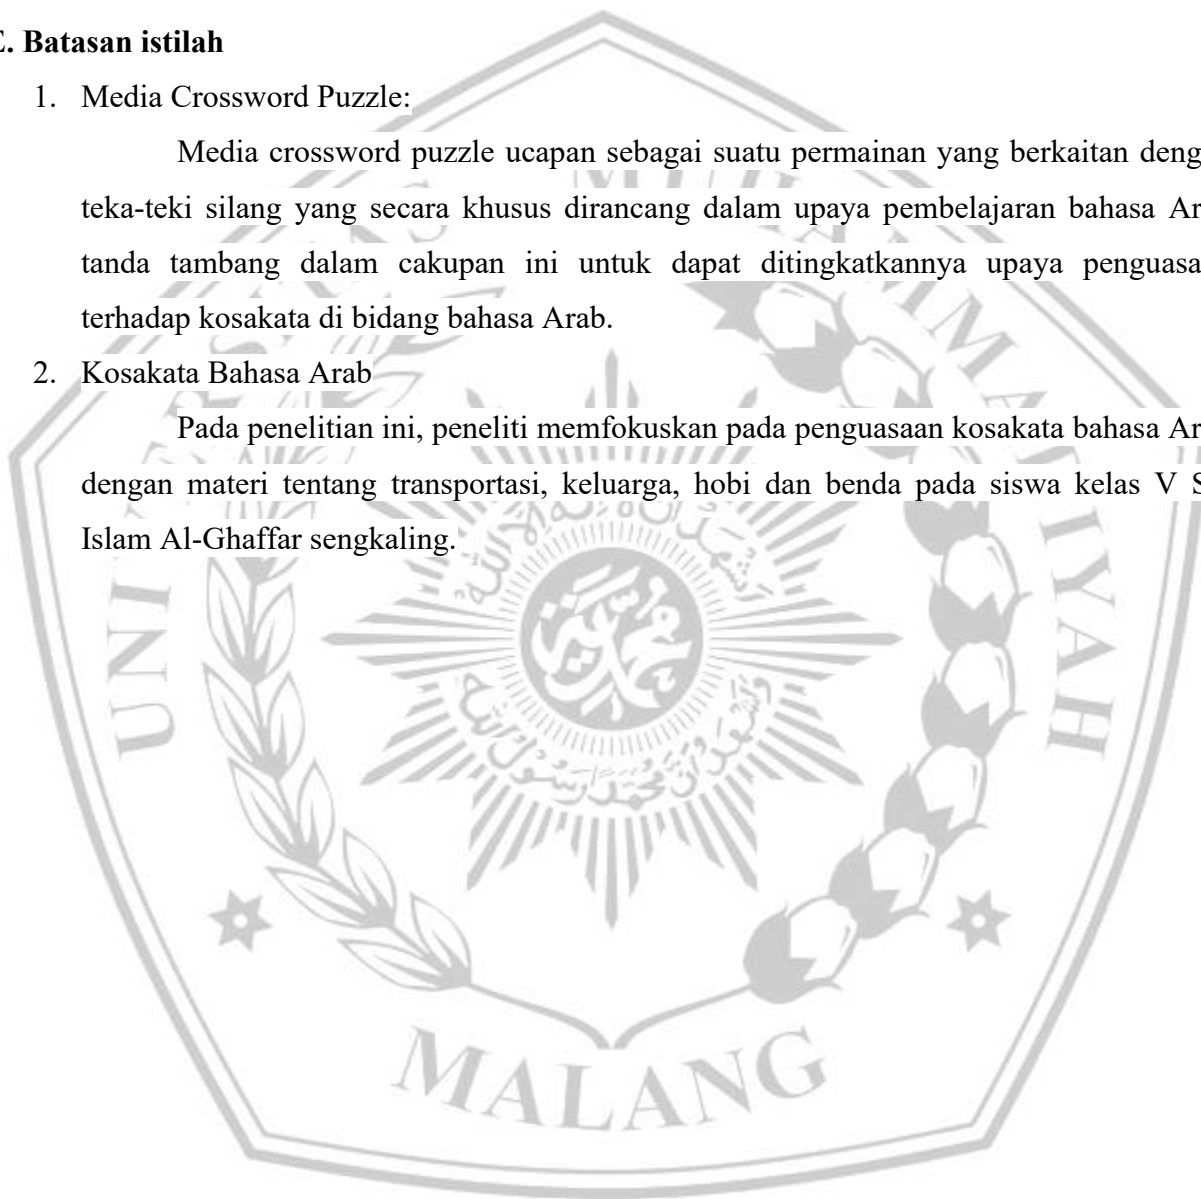 E. Batasan istilah
1. Media Crossword Puzzle:
Media crossword puzzle ucapan sebagai suatu permainan yang berkaitan deng
teka-teki silang yang secara khusus dirancang dalam upaya pembelajaran bahasa Ar
tanda tambang dalam cakupan ini untuk dapat ditingkatkannya upaya penguasa
terhadap kosakata di bidang bahasa Arab.
2. Kosakata Bahasa Arab
Pada penelitian ini, peneliti memfokuskan pada penguasaan kosakata bahasa Ar
dengan materi tentang transportasi, keluarga, hobi dan benda pada siswa kelas V S
Islam Al-Ghaffar sengkaling.
MALANG